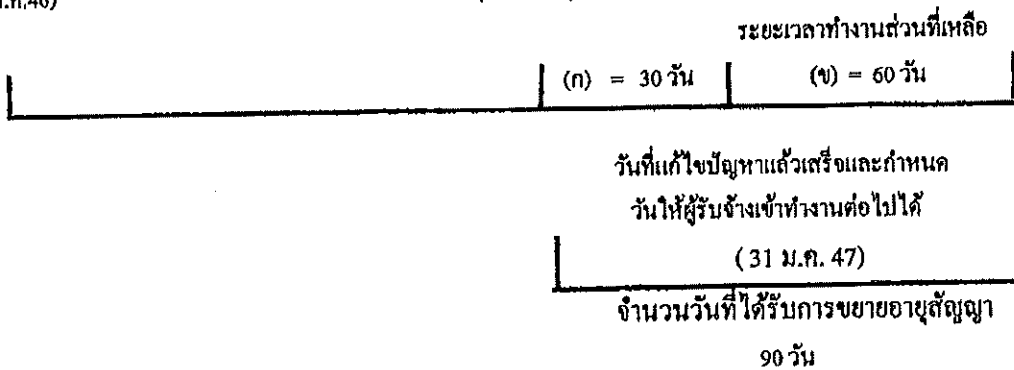 ระยะเวลาทำงานส่วนที่เหลือ
(ก) = 30 วัน (ข) = 60 วัน
วันที่แก้ไขปัญหาแล้วเสร็จและกำหนด
วันให้ผู้รับจ้างเข้าทำงานต่อไปได้
( 31 ม.ค. 47)
จำนวนวันที่ได้รับการขยายอายุสัญญา
90 วัน